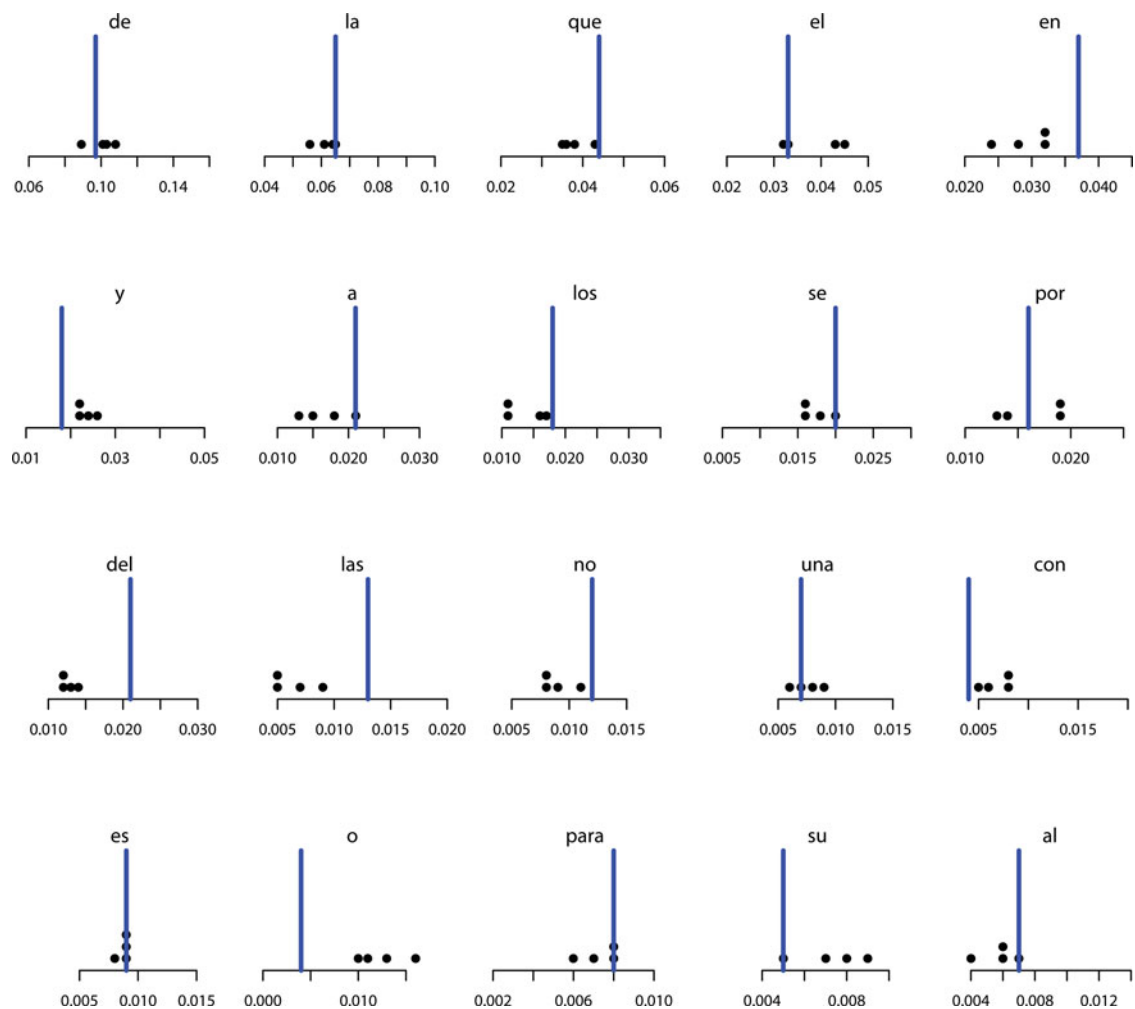 de la que el en
0.06 0.10 0.14 0.04 0.06 0.08 0.10 0.02 0.04 0.06 0.02 0.03 0.04 0.05 0.020 0.030 0.040
y a los se por
0.01 0.03 0.05 0.010 0.020 0.030 0.010 0.020 0.030 0.005 0.015 0.025 0.010 0.020
del las no una con
0.010 0.020 0.030 0.005 0.010 0.015 0.020 0.005 0.010 0.015 0.005 0.010 0.015 0.005 0.015
es o para su al
0.005 0.010 0.015 0.000 0.010 0.002 0.006 0.010 0.004 0.008 0.004 0.008 0.012